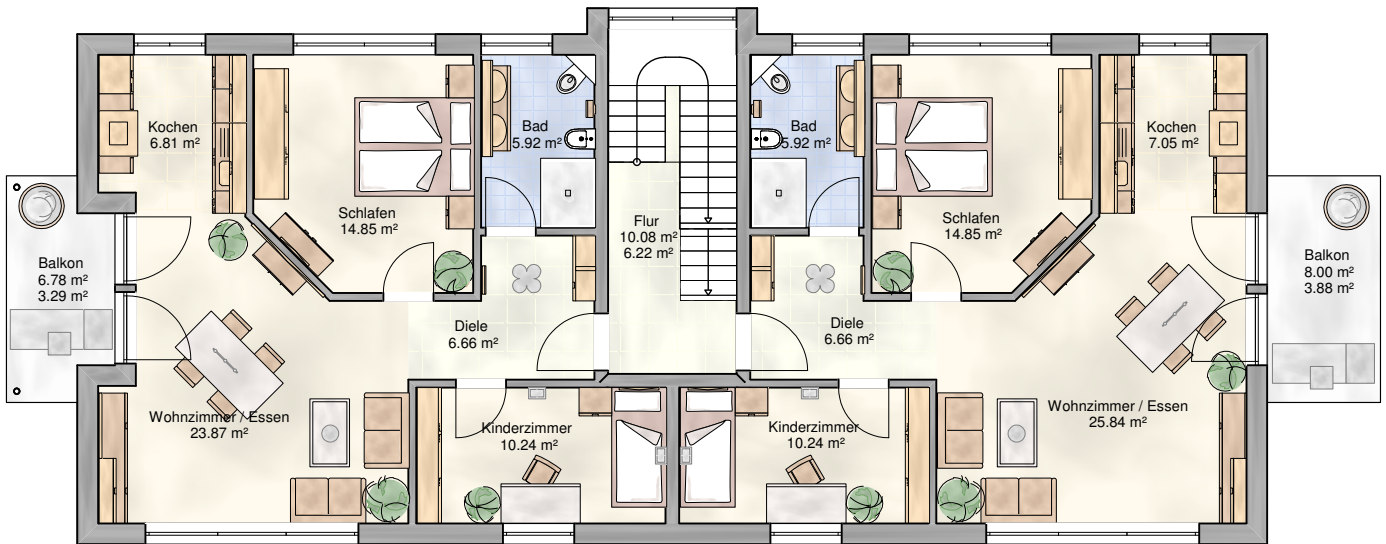 Kochen
6.81 m²
Schlafen
14.85 m²
Bad
5.92 m²
Flur
10.08 m²
6.22 m²
Bad
5.92 m²
Schlafen
14.85 m²
Kochen
7.05 m²
Balkon
6.78 m²
3.29 m²
Diele
6.66 m²
Diele
6.66 m²
Balkon
8.00 m²
3.88 m²
Wohnzimmer / Essen
23.87 m²
Kinderzimmer
10.24 m²
Kinderzimmer
10.24 m²
Wohnzimmer / Essen
25.84 m²